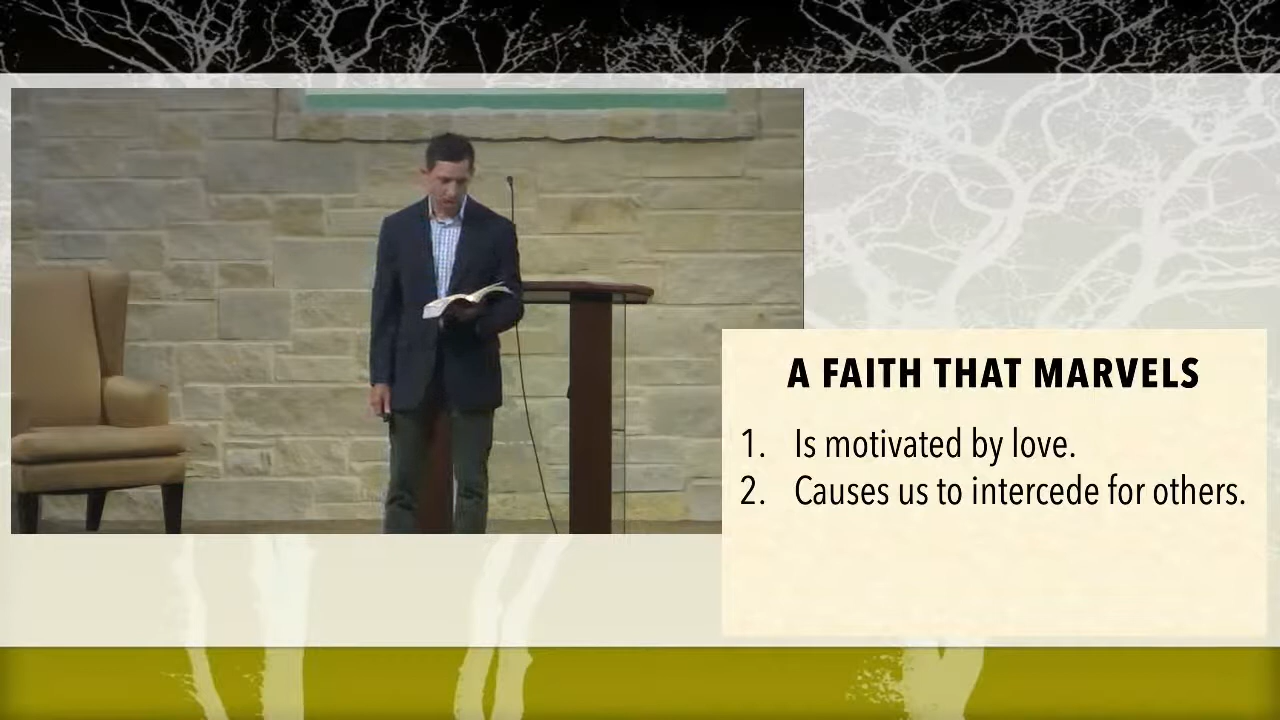 A FAITH THAT MARVELS
1. Is motivated by love.
2. Causes us to intercede for others.